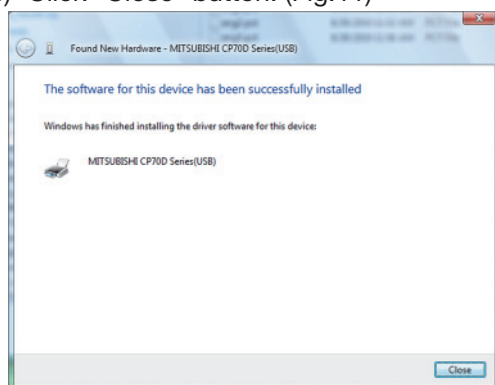 Click "Close" button. (Fig.11)
Found New Hardware - MITSUBISHI CP70D Series(USB)
The software for this device has been successfully installed
Windows has finished installing the driver software for this device:
MITSUBISHI CP70D Series(USB)
Close